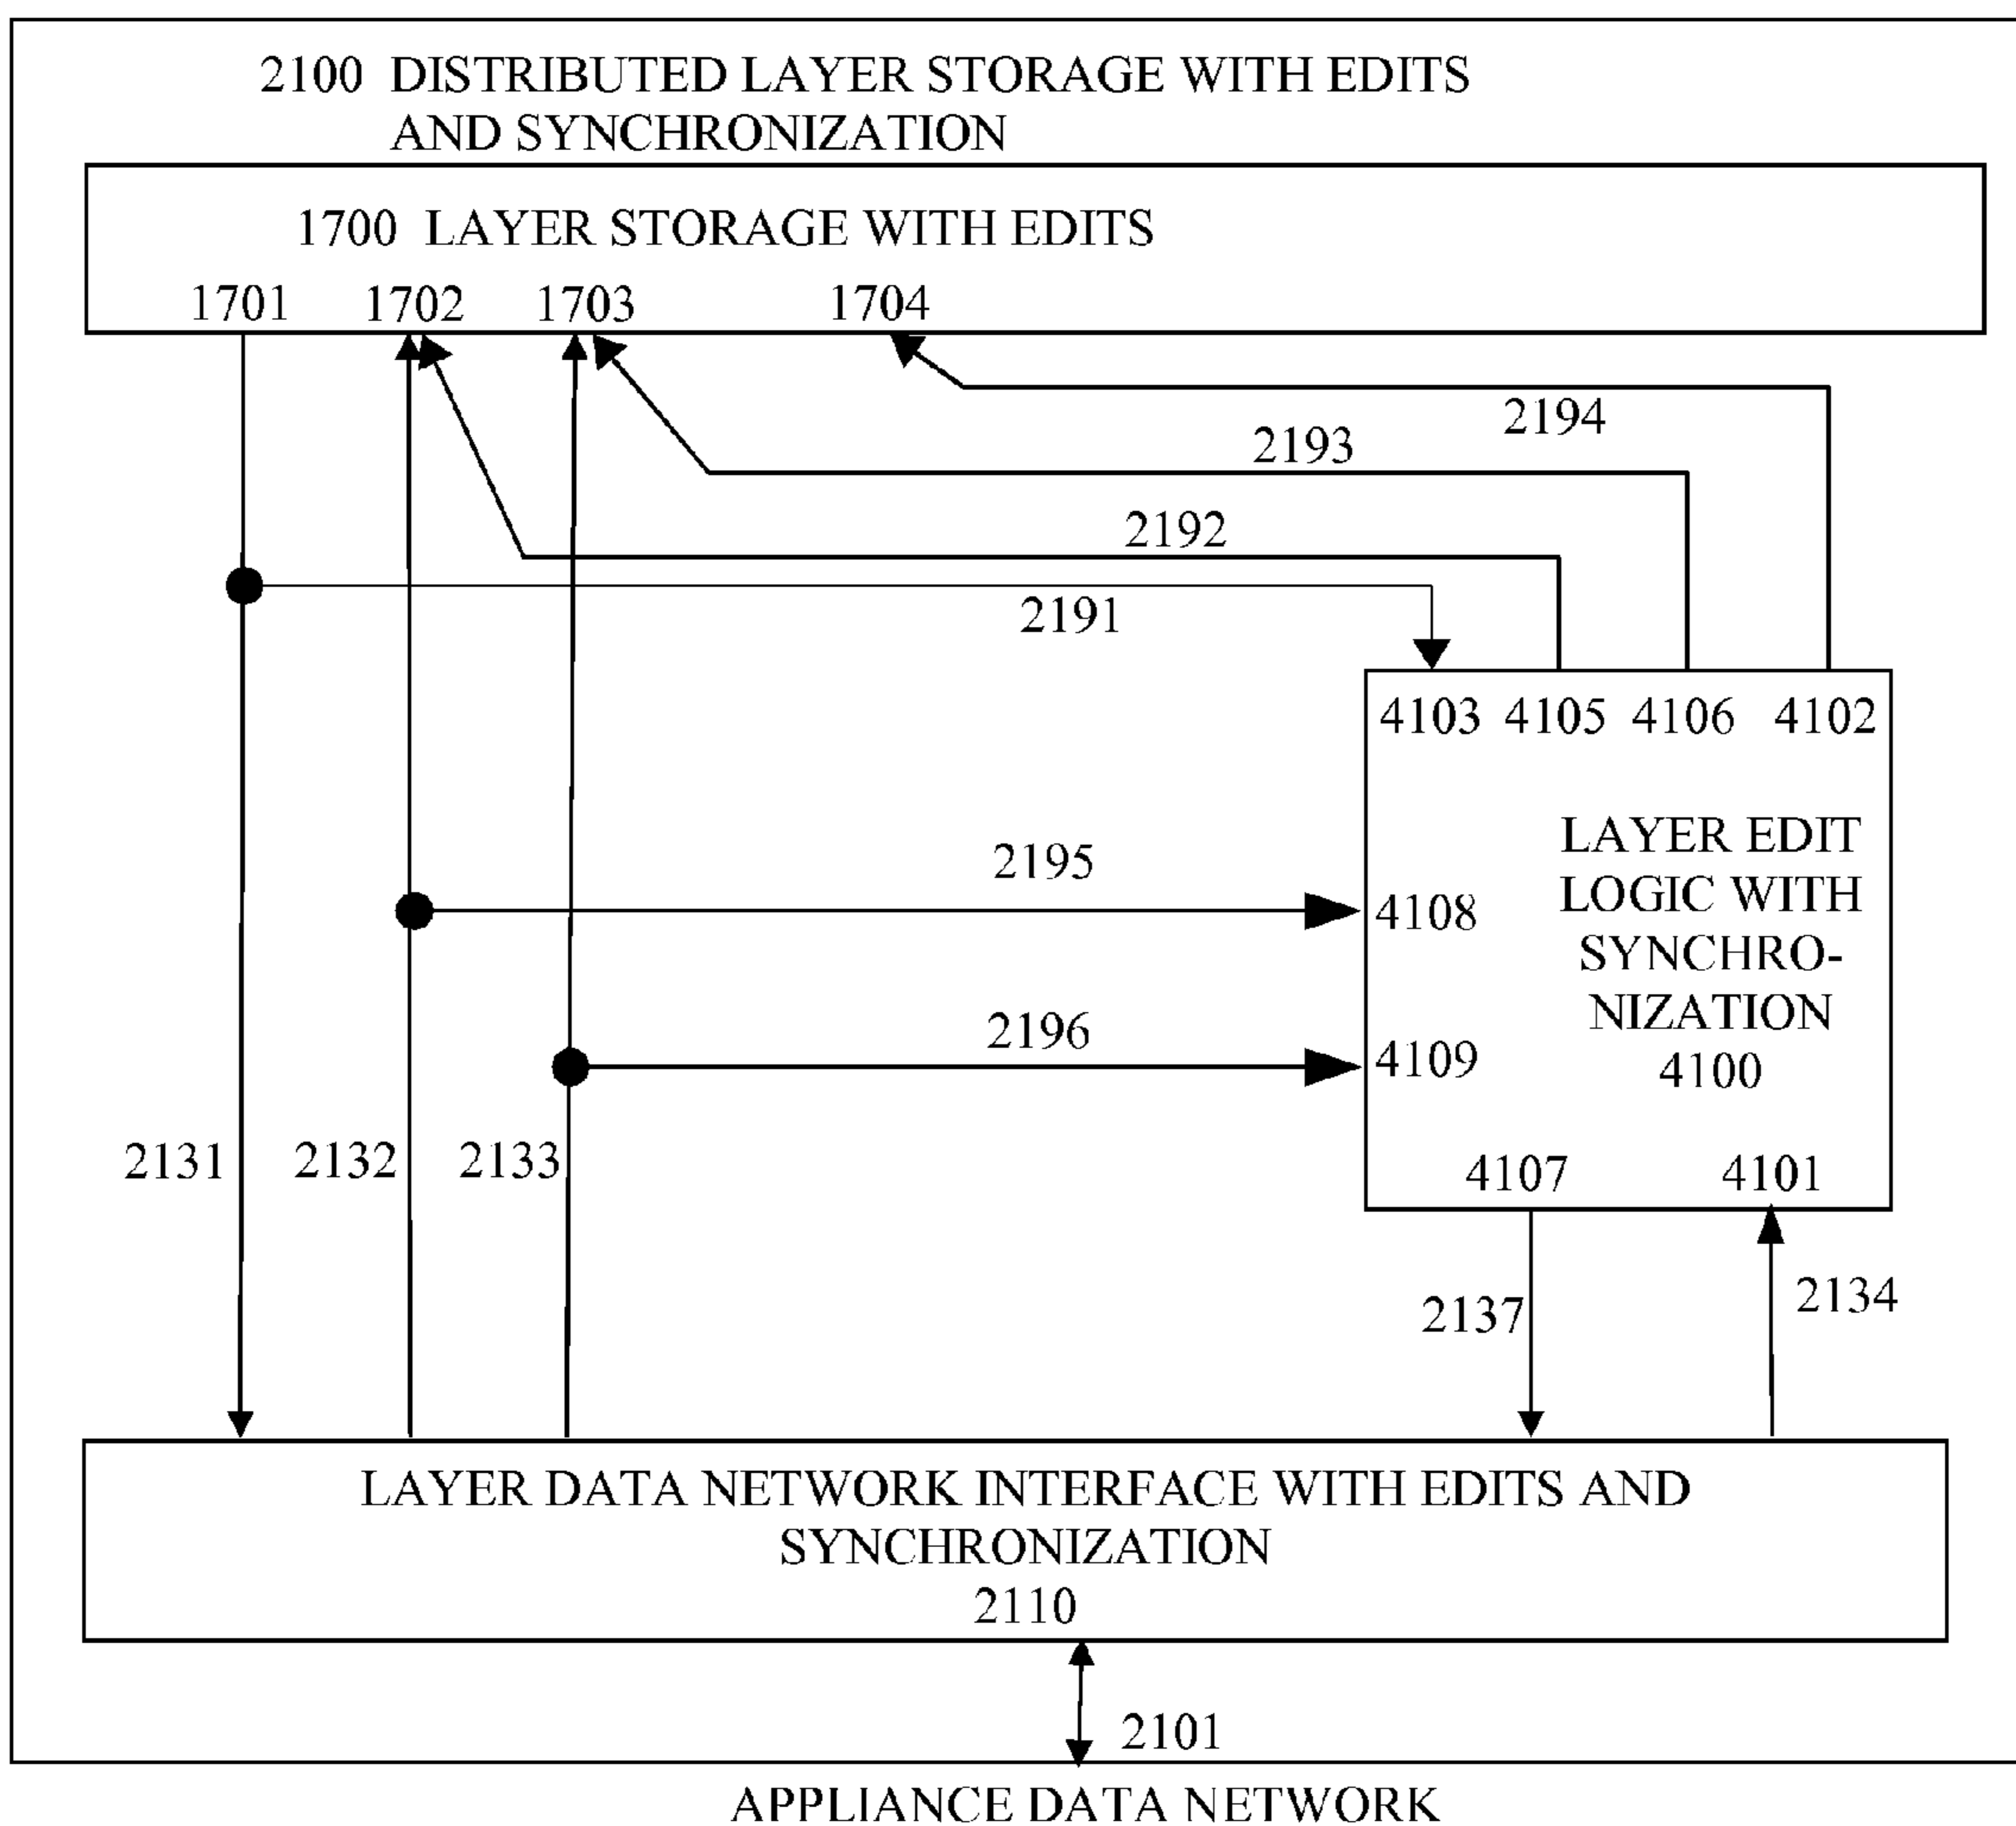 2100 DISTRIBUTED LAYER STORAGE WITH EDITS
AND SYNCHRONIZATION
1700 LAYER STORAGE WITH EDITS
1701 1702 1703 1704
2194
2193
2192
2191
4103 4105 4106 4102
LAYER EDIT
LOGIC WITH
SYNCHRO-
NIZATION
4100
2195
4108
2196
4109
2131 2132 2133
4107 4101
2137 2134
LAYER DATA NETWORK INTERFACE WITH EDITS AND
SYNCHRONIZATION
2110
2101
APPLIANCE DATA NETWORK